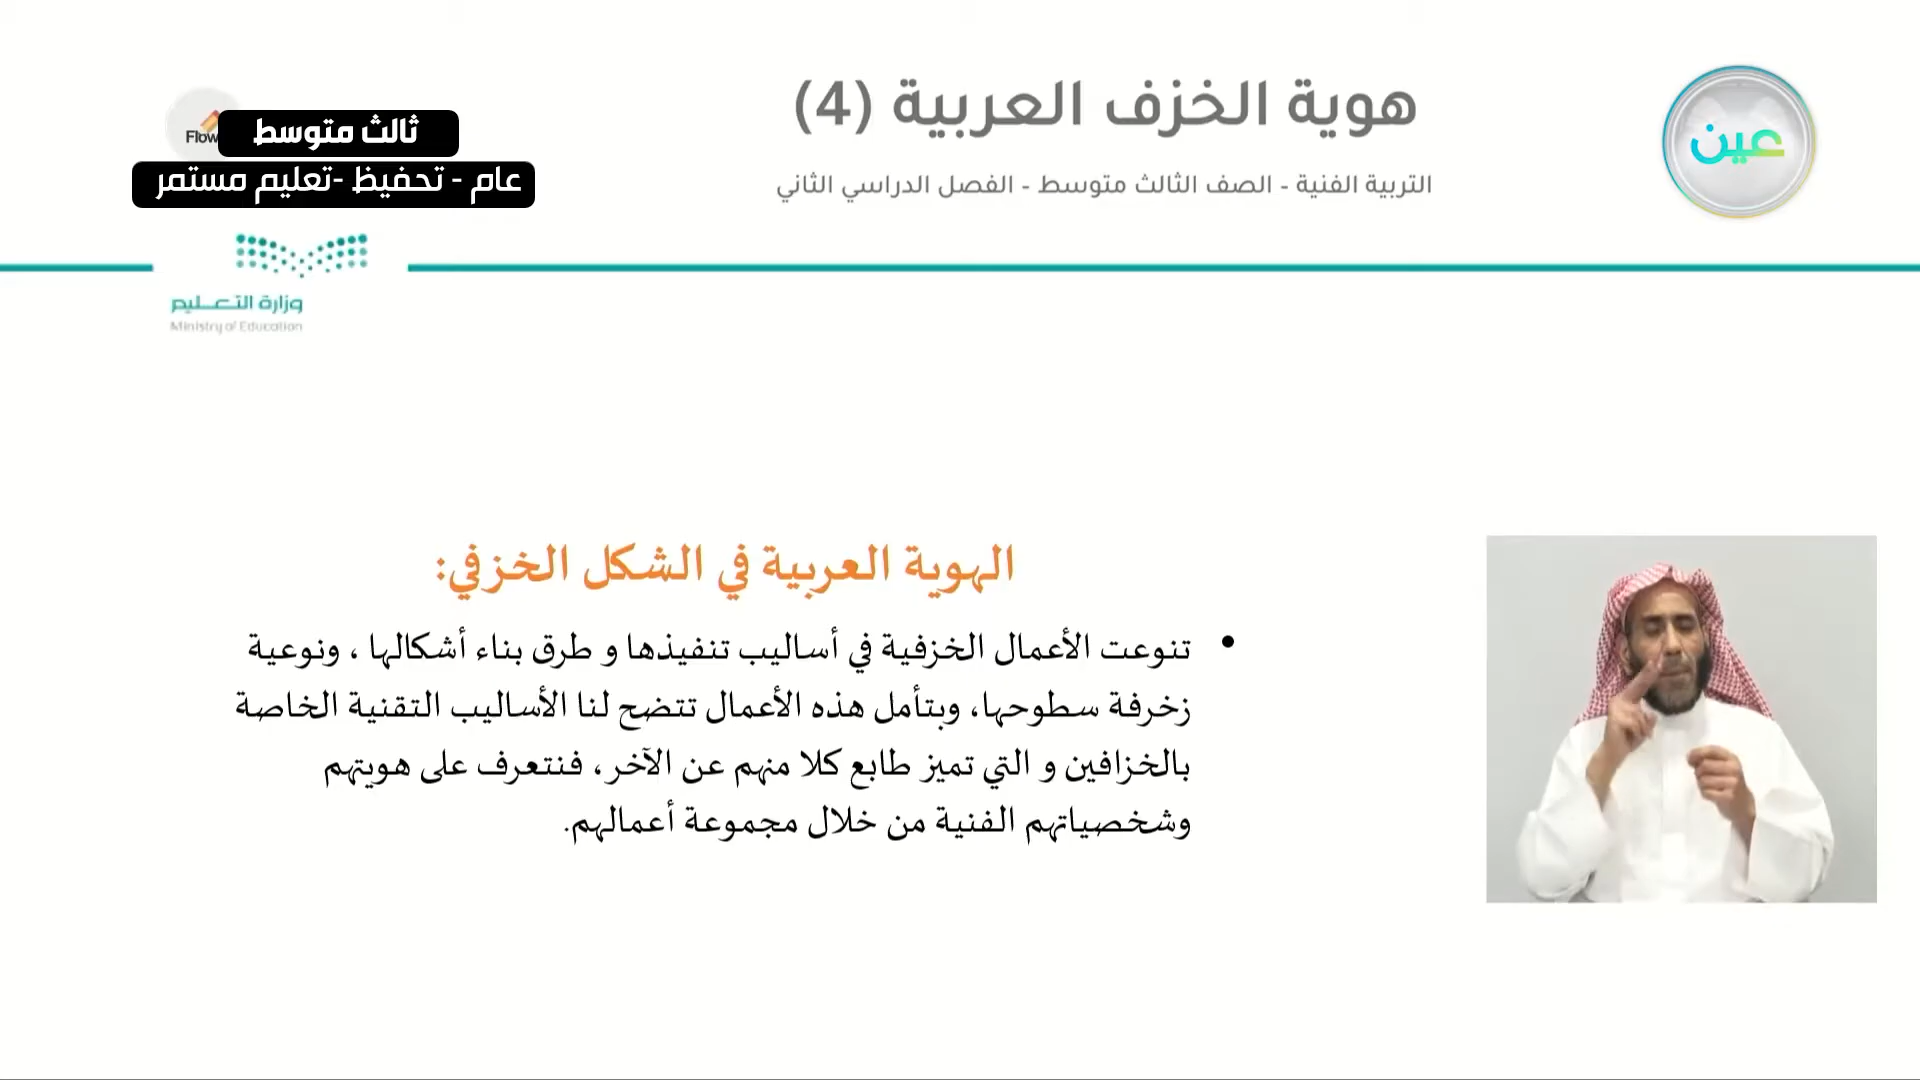 هوية الخزف العربية (4)
التربية الفنية - الصف الثالث متوسط - الفصل الدراسي الثاني
عين
Flow
ثالث متوسط
عام - تحفيظ -تعليم مستمر
وزارة التعليم
Ministry of Education
الهوية العربية في الشكل الخزفي:
• تنوعت الأعمال الخزفية في أساليب تنفيذها و طرق بناء أشكالها ، ونوعية
زخرفة سطوحها، وبتأمل هذه الأعمال تتضح لنا الأساليب التقنية الخاصة
بالخزافين و التي تميز طابع كلا منهم عن الآخر، فنتعرف على هويتهم
وشخصياتهم الفنية من خلال مجموعة أعمالهم.